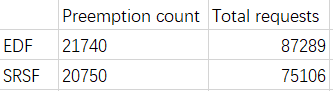 Preemption count Total requests
EDF 21740 87289
SRSF 20750 75106